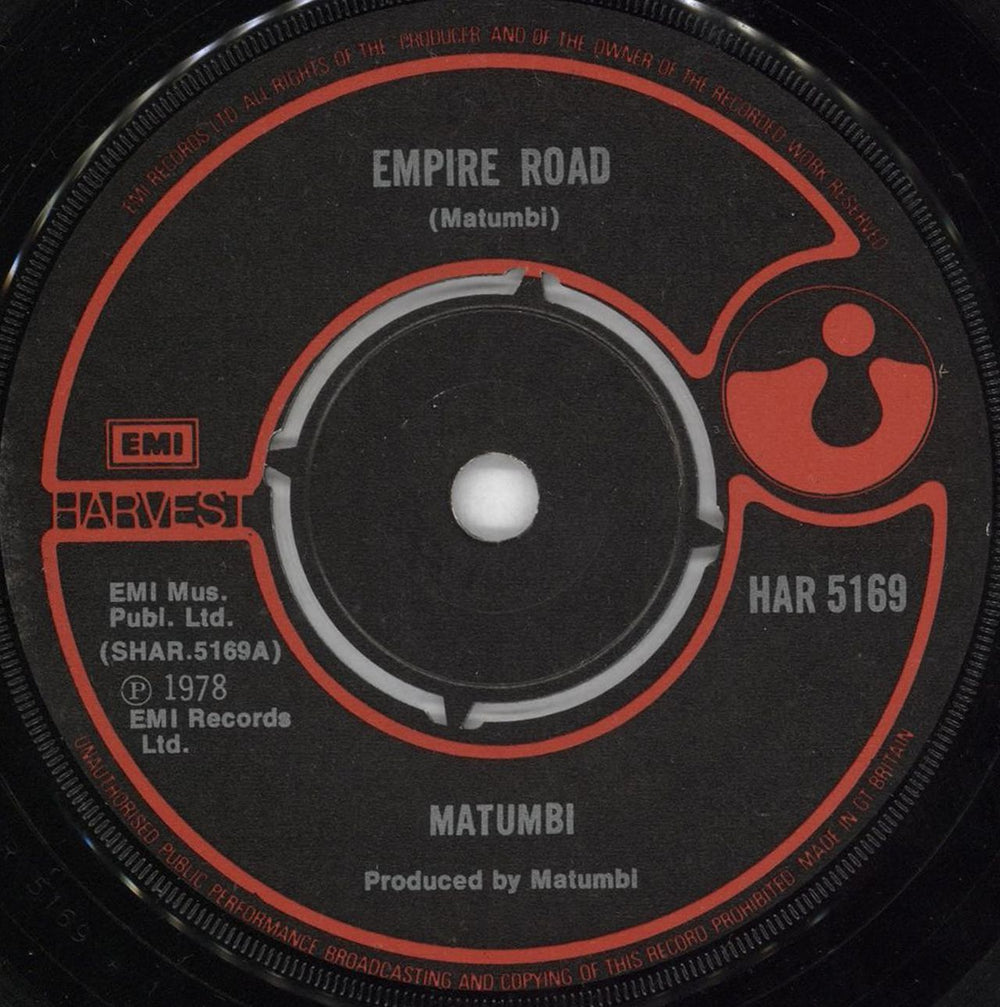 EMI RECORDS LTD ALL RIGHTS OF THE PRODUCER AND OF THE OWNER OF THE RECORDED WORK RESERVED
EMPIRE ROAD
(Matumbi)
EMI
HARVEST
HAR 5169
EMI Mus.
Publ. Ltd.
(SHAR.5169A)
Ⓟ 1978
EMI Records
Ltd.
MATUMBI
Produced by Matumbi
UNAUTHORISED PUBLIC PERFORMANCE BROADCASTING AND COPYING OF THIS RECORD PROHIBITED. MADE IN GT BRITAIN
5169